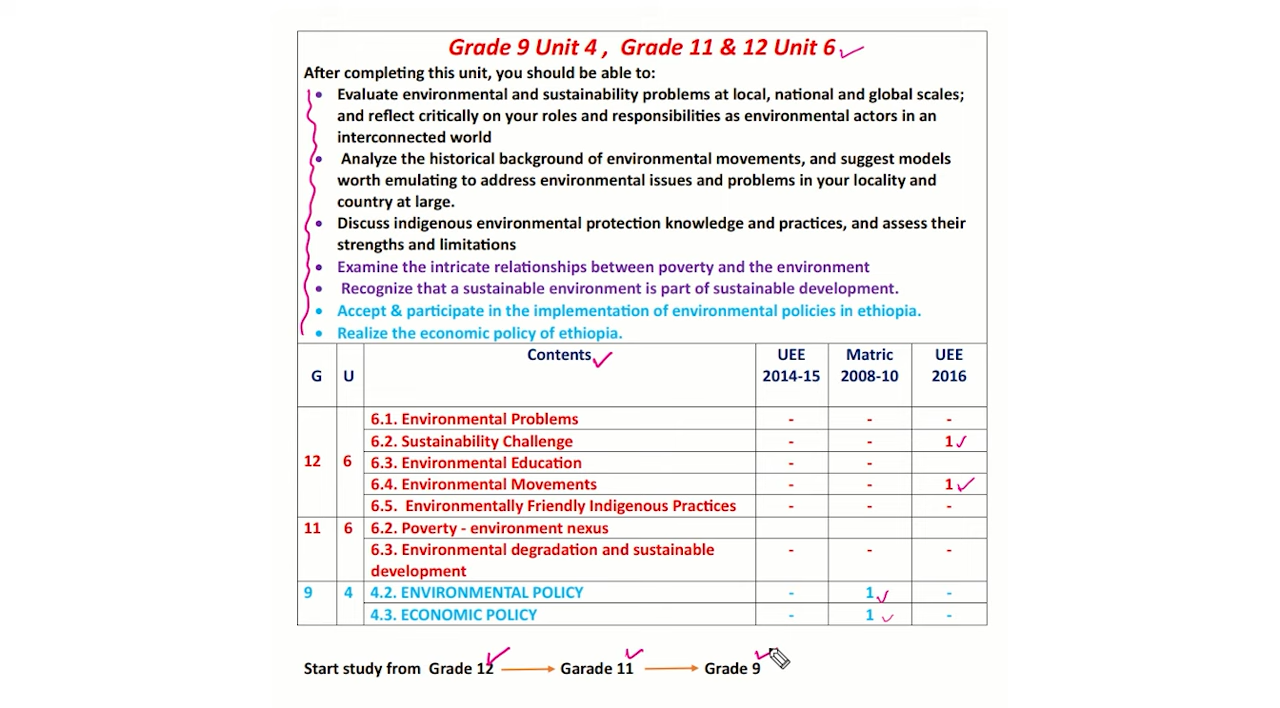 Grade 9 Unit 4 , Grade 11 & 12 Unit 6
After completing this unit, you should be able to:
• Evaluate environmental and sustainability problems at local, national and global scales;
and reflect critically on your roles and responsibilities as environmental actors in an
interconnected world
• Analyze the historical background of environmental movements, and suggest models
worth emulating to address environmental issues and problems in your locality and
country at large.
• Discuss indigenous environmental protection knowledge and practices, and assess their
strengths and limitations
• Examine the intricate relationships between poverty and the environment
• Recognize that a sustainable environment is part of sustainable development.
• Accept & participate in the implementation of environmental policies in ethiopia.
• Realize the economic policy of ethiopia.
G U Contents UEE 2014-15 Matric 2008-10 UEE 2016
12 6 6.1. Environmental Problems - - -
6.2. Sustainability Challenge - - 1
6.3. Environmental Education - -
6.4. Environmental Movements - - 1
6.5. Environmentally Friendly Indigenous Practices - - -
11 6 6.2. Poverty - environment nexus
6.3. Environmental degradation and sustainable - - -
development
9 4 4.2. ENVIRONMENTAL POLICY - 1 -
4.3. ECONOMIC POLICY - 1 -
Start study from Grade 12 Garade 11 Grade 9